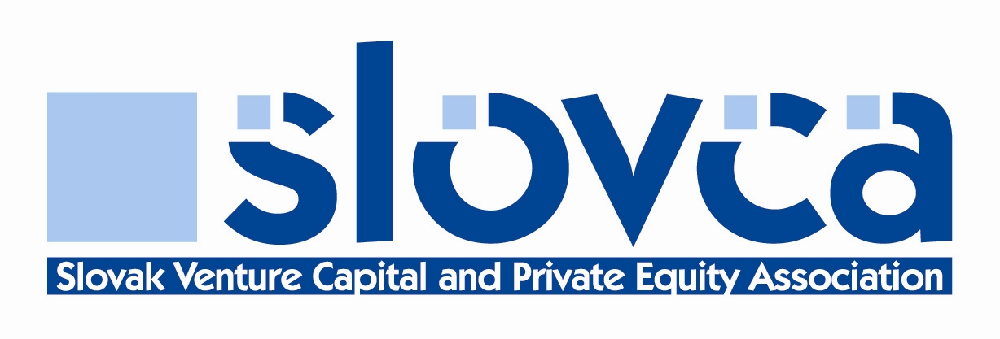 slovca
Slovak Venture Capital and Private Equity Association